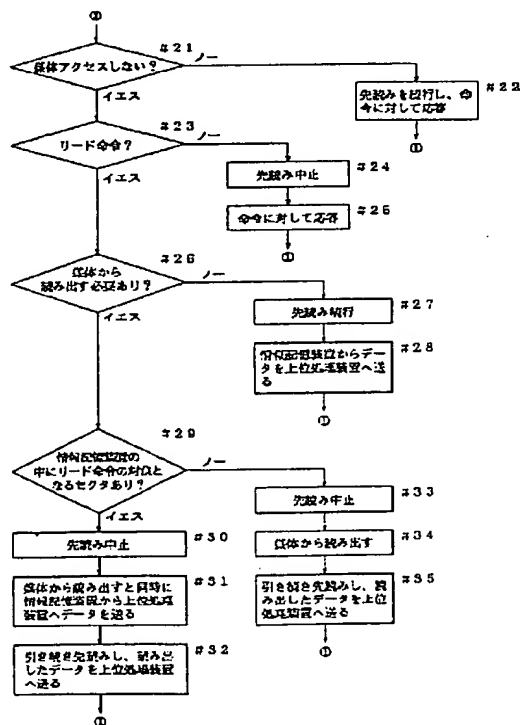 ②
#21
媒体アクセスしない?
ノー
イエス
#22
先読みを続行し、命
令に対して応答
①
#23
リード命令?
ノー
イエス
#24
先読み中止
#25
命令に対して応答
①
#26
媒体から
読み出す必要あり?
ノー
イエス
#27
先読み続行
#28
情報記憶装置からデー
タを上位処理装置へ送
る
①
#29
情報記憶装置の
中にリード命令の対象と
なるセクタあり?
ノー
イエス
#30
先読み中止
#31
媒体から読み出すと同時に
情報記憶装置から上位処理
装置へデータを送る
#32
引き続き先読みし、読み出
したデータを上位処理装置
へ送る
①
#33
先読み中止
#34
媒体から読み出す
#35
引き続き先読みし、読み
出したデータを上位処理
装置へ送る
①